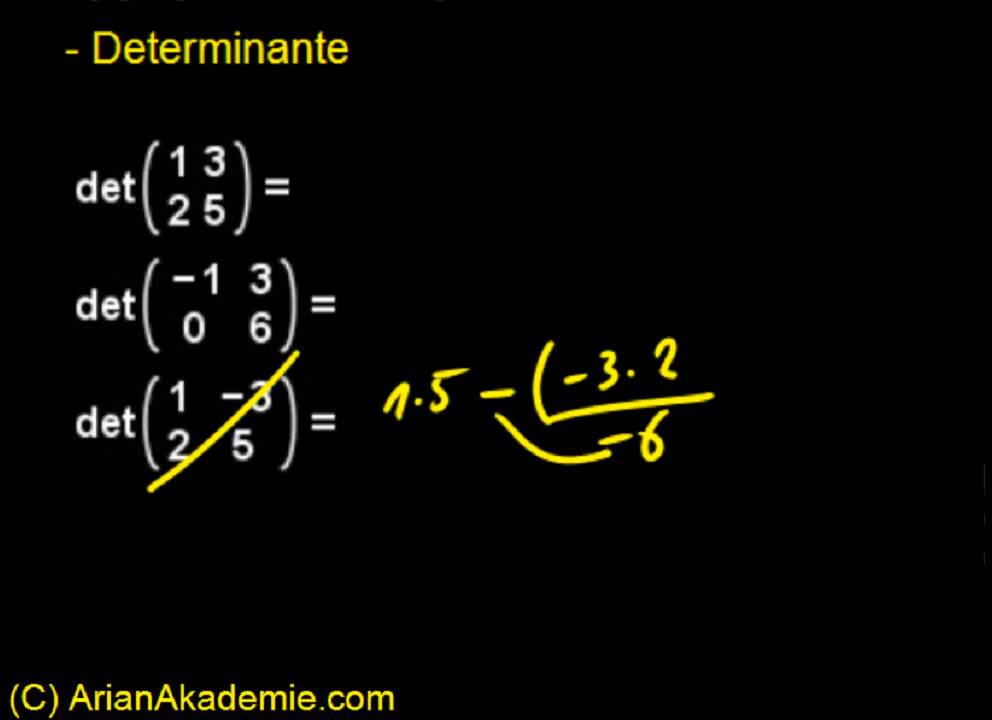 - Determinante
det(1 3
2 5) =
det(−1 3
0 6) =
det(1 −3
2 5) = 1·5 − (−3·2
−6
(C) ArianAkademie.com